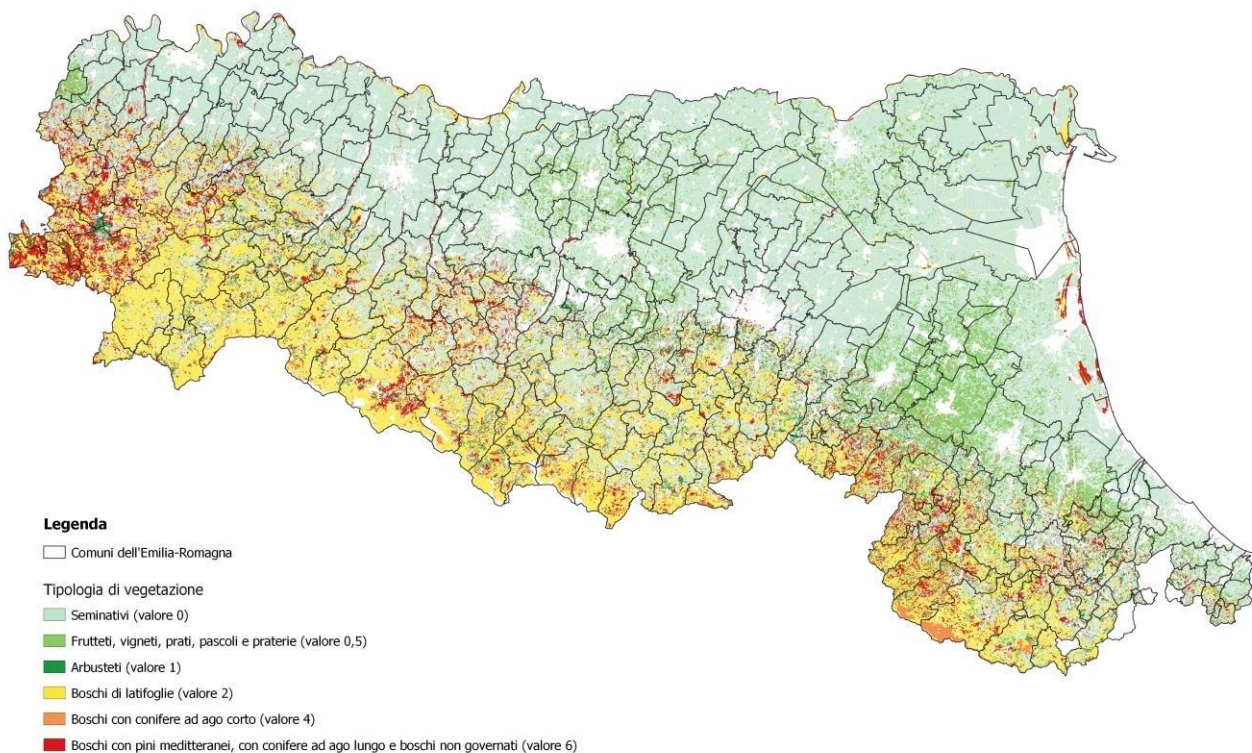 Legenda
Comuni dell'Emilia-Romagna
Tipologia di vegetazione
Seminativi (valore 0)
Frutteti, vigneti, prati, pascoli e praterie (valore 0,5)
Arbusteti (valore 1)
Boschi di latifoglie (valore 2)
Boschi con conifere ad ago corto (valore 4)
Boschi con pini meditteranei, con conifere ad ago lungo e boschi non governati (valore 6)